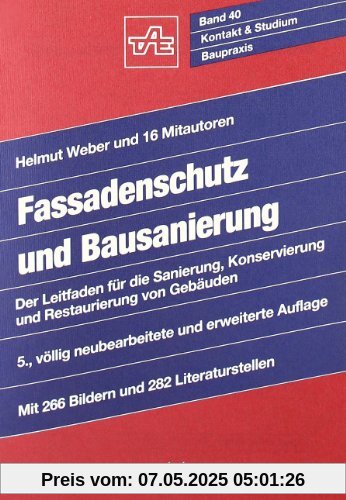 TAE
Band 40
Kontakt & Studium
Baupraxis
Helmut Weber und 16 Mitautoren
Fassadenschutz
und Bausanierung
Der Leitfaden für die Sanierung, Konservierung
und Restaurierung von Gebäuden
5., völlig neubearbeitete und erweiterte Auflage
Mit 266 Bildern und 282 Literaturstellen
Preis vom: 07.05.2025 05:01:26